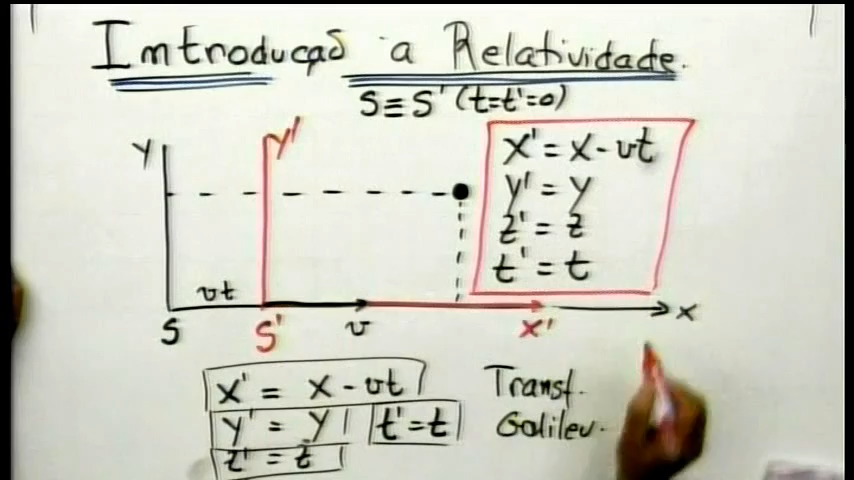 Introdução a Relatividade.
S≡S' (t=t'=0)
Y
Y'
x' = x - vt
y' = y
z' = z
t' = t
vt
S
S'
v
x'
x
x' = x - vt
y' = y
t' = t
z' = z
Transf.
Galileu.